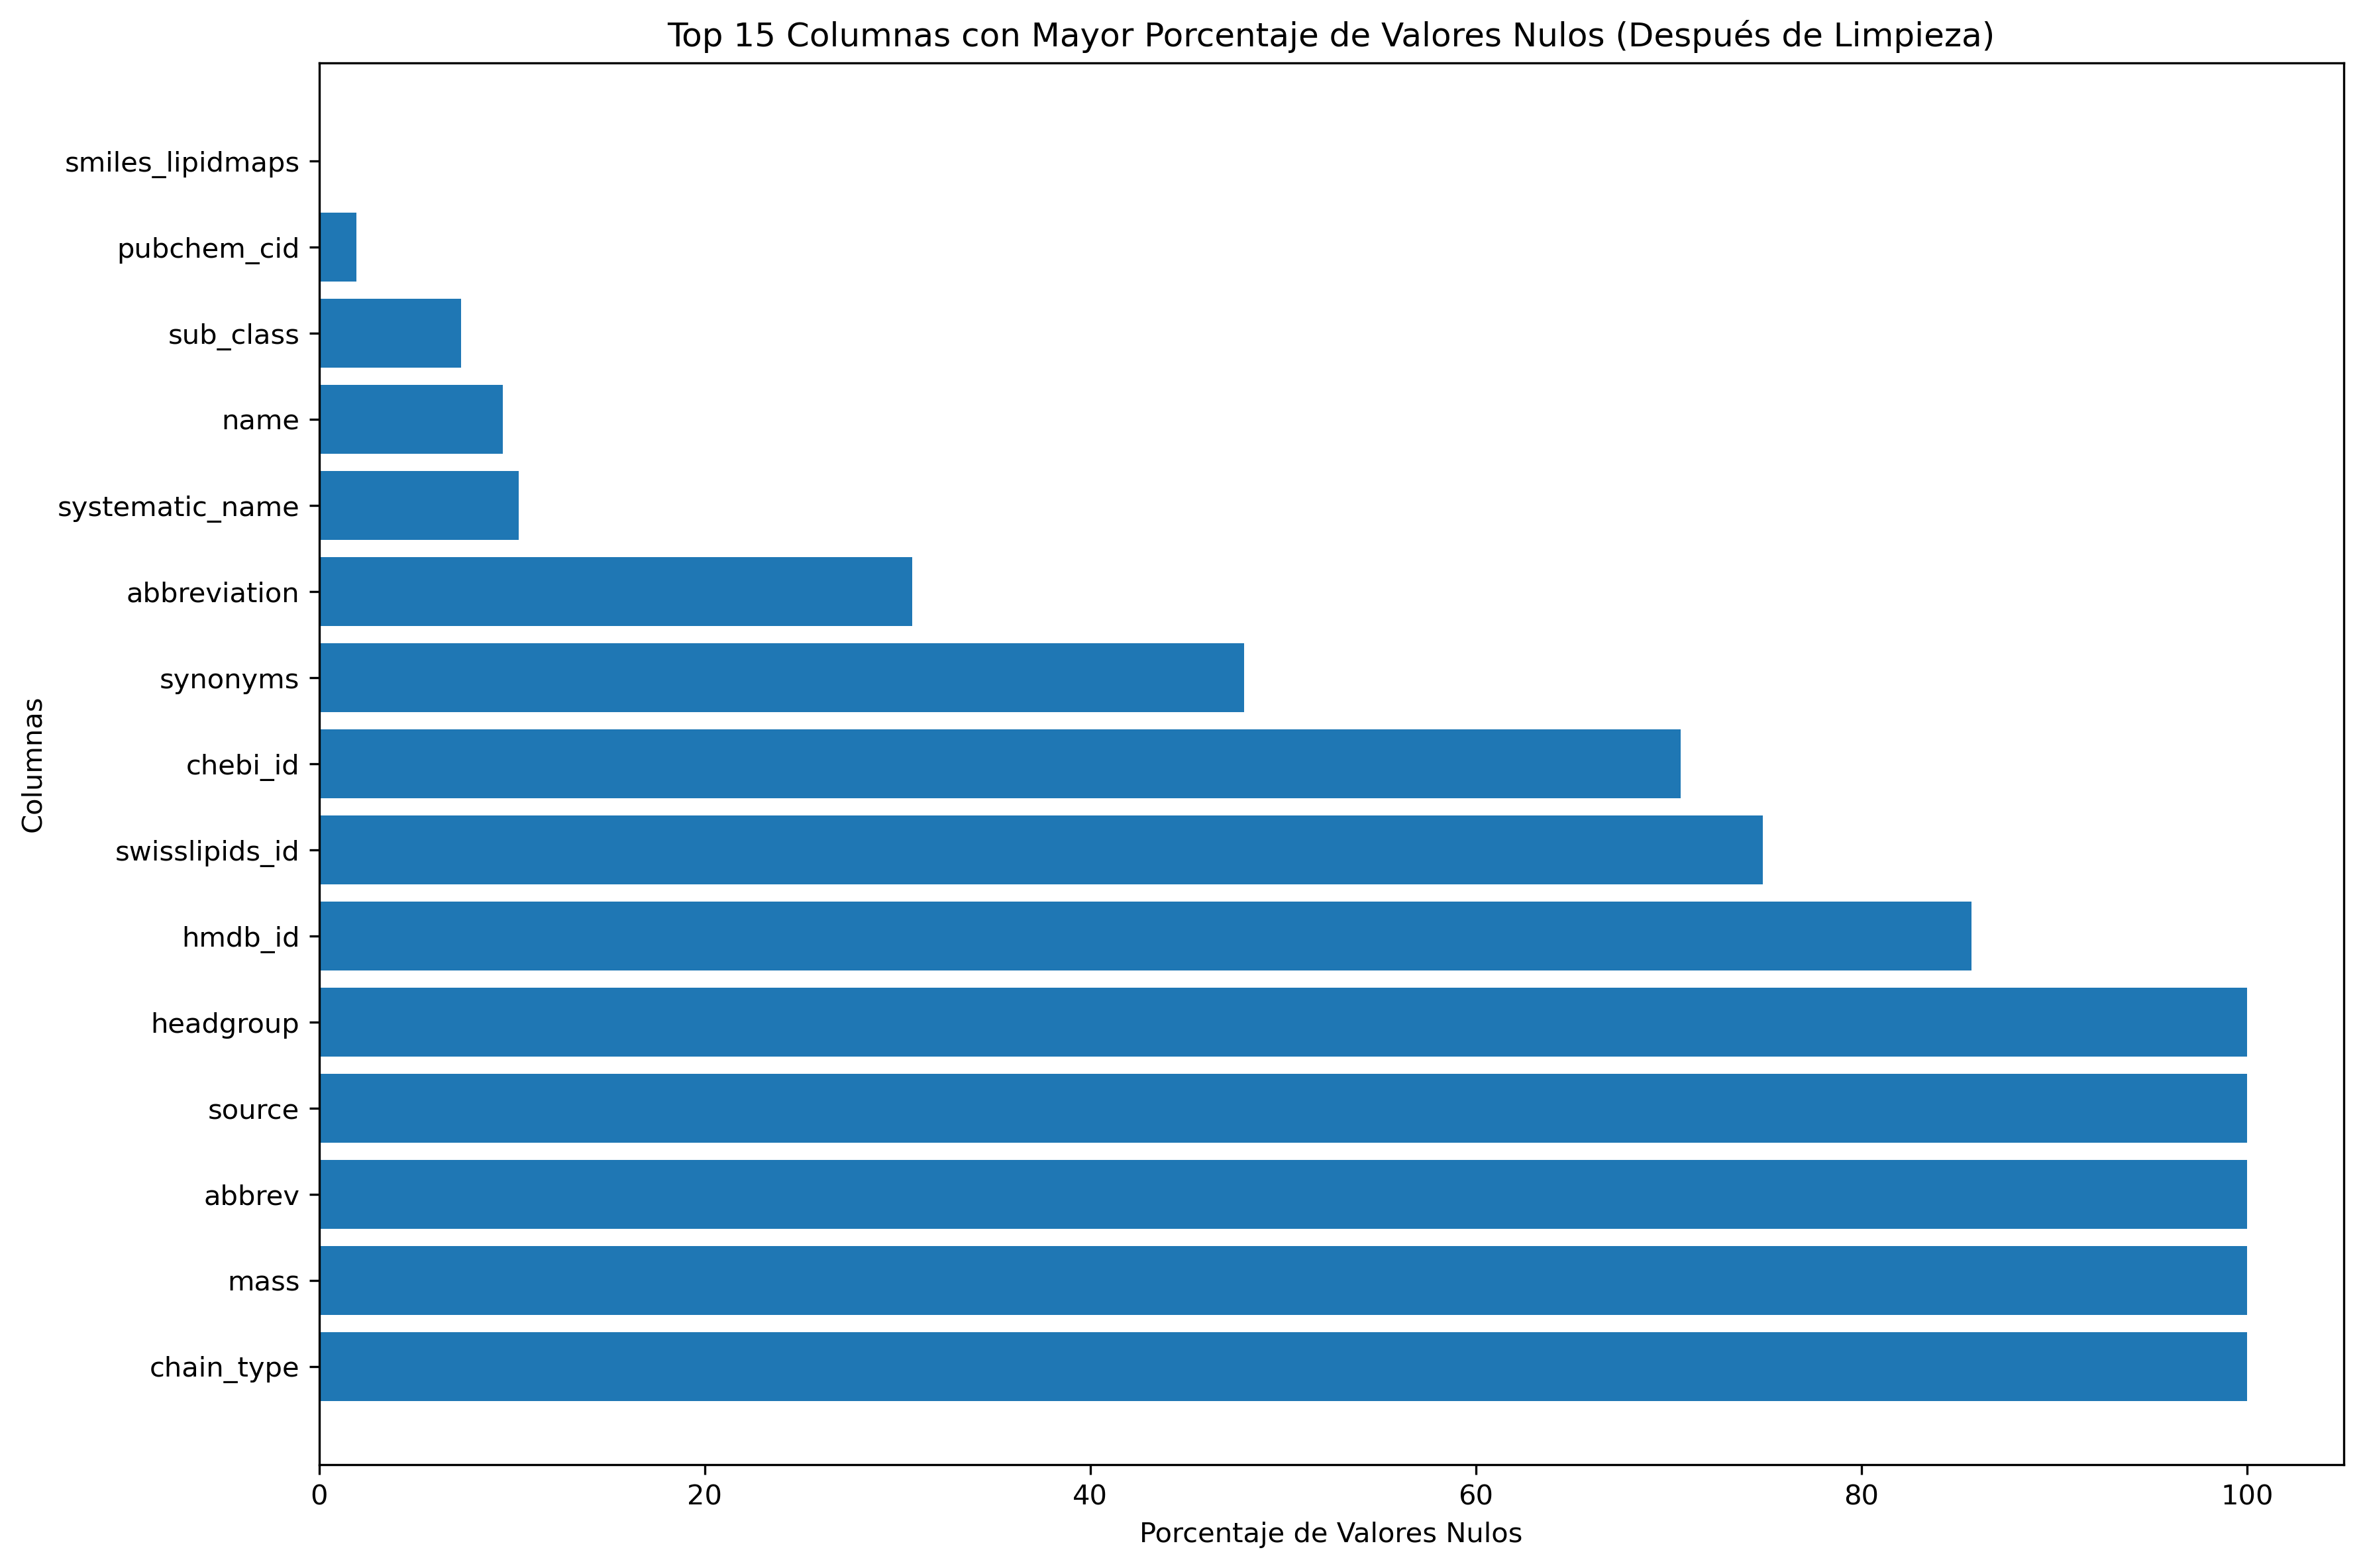 Top 15 Columnas con Mayor Porcentaje de Valores Nulos (Después de Limpieza)
Columnas
smiles_lipidmaps
pubchem_cid
sub_class
name
systematic_name
abbreviation
synonyms
chebi_id
swisslipids_id
hmdb_id
headgroup
source
abbrev
mass
chain_type
0 20 40 60 80 100
Porcentaje de Valores Nulos